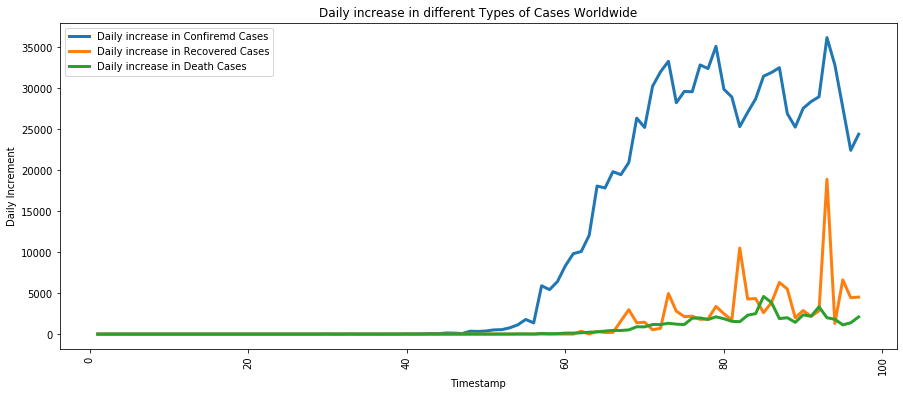 Daily increase in different Types of Cases Worldwide
Daily increase in Confiremd Cases
Daily increase in Recovered Cases
Daily increase in Death Cases
Daily Increment
35000
30000
25000
20000
15000
10000
5000
0
0
20
40
60
80
100
Timestamp